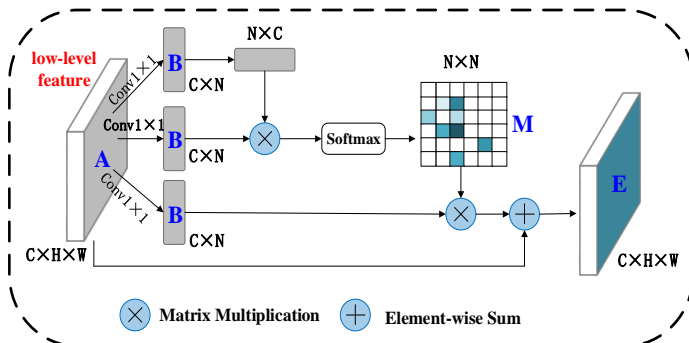 N×C
low-level
feature
Conv1×1
B
C×N
N×N
Conv1×1
B
C×N
Softmax
M
A
Conv1×1
B
C×N
E
C×H×W
C×H×W
Matrix Multiplication
Element-wise Sum